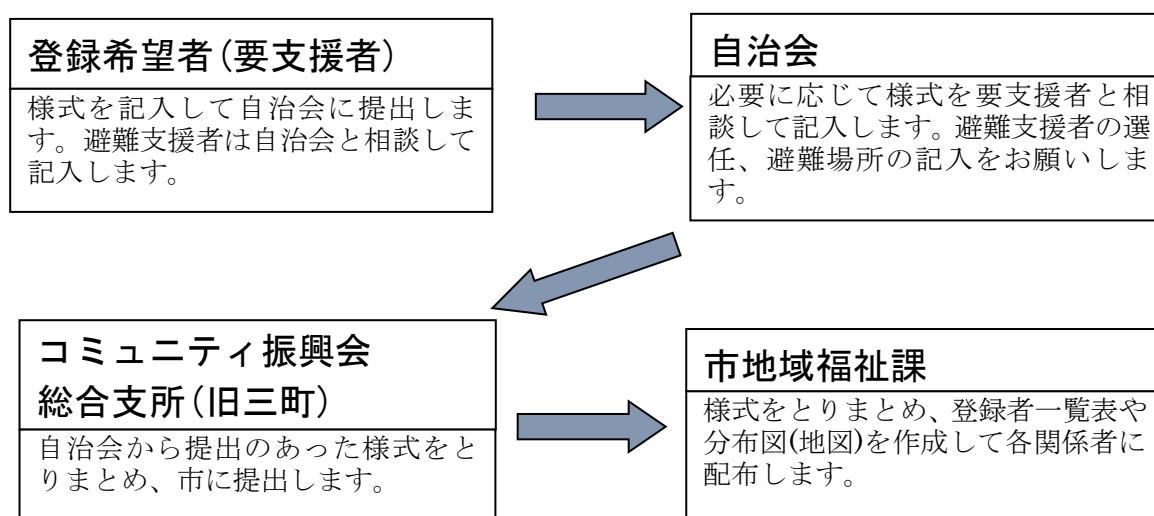 登録希望者(要支援者)
様式を記入して自治会に提出しま
す。避難支援者は自治会と相談して
記入します。
自治会
必要に応じて様式を要支援者と相
談して記入します。避難支援者の選
任、避難場所の記入をお願いしま
す。
コミュニティ振興会
総合支所(旧三町)
自治会から提出のあった様式をと
りまとめ、市に提出します。
市地域福祉課
様式をとりまとめ、登録者一覧表や
分布図(地図)を作成して各関係者に
配布します。